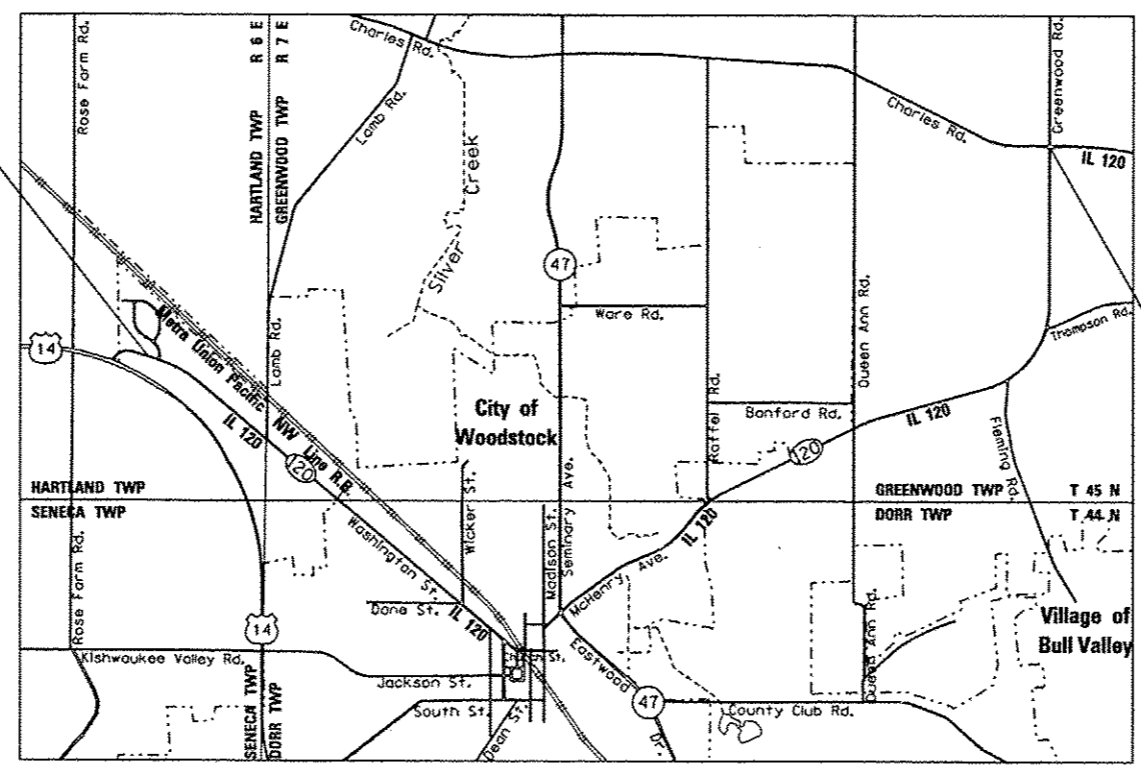 Rose Farm Rd.
R 6 E
R 7 E
HARTLAND TWP
GREENWOOD TWP
Charles Rd.
Lamb Rd.
Silver Creek
47
Charles Rd.
Greenwood Rd.
IL 120
Queen Ann Rd.
Ware Rd.
Thompson Rd.
14
Metra Union Pacific NW Line R.R.
Lamb Rd.
IL 120
120
City of
Woodstock
Raffel Rd.
Banford Rd.
120
IL 120
Fleming Rd.
HARTLAND TWP
SENECA TWP
GREENWOOD TWP
DORR TWP
T 45 N
T 44 N
Rose Farm Rd.
Washington St.
Wicker St.
Madison St.
Seminary Ave.
McHenry Ave.
IL 120
Dane St.
IL 120
14
Kishwaukee Valley Rd.
Church St.
Jackson St.
South St.
Dean St.
Eastwood Dr.
47
County Club Rd.
Queen Ann Rd.
Village of
Bull Valley
SENECA TWP
DORR TWP